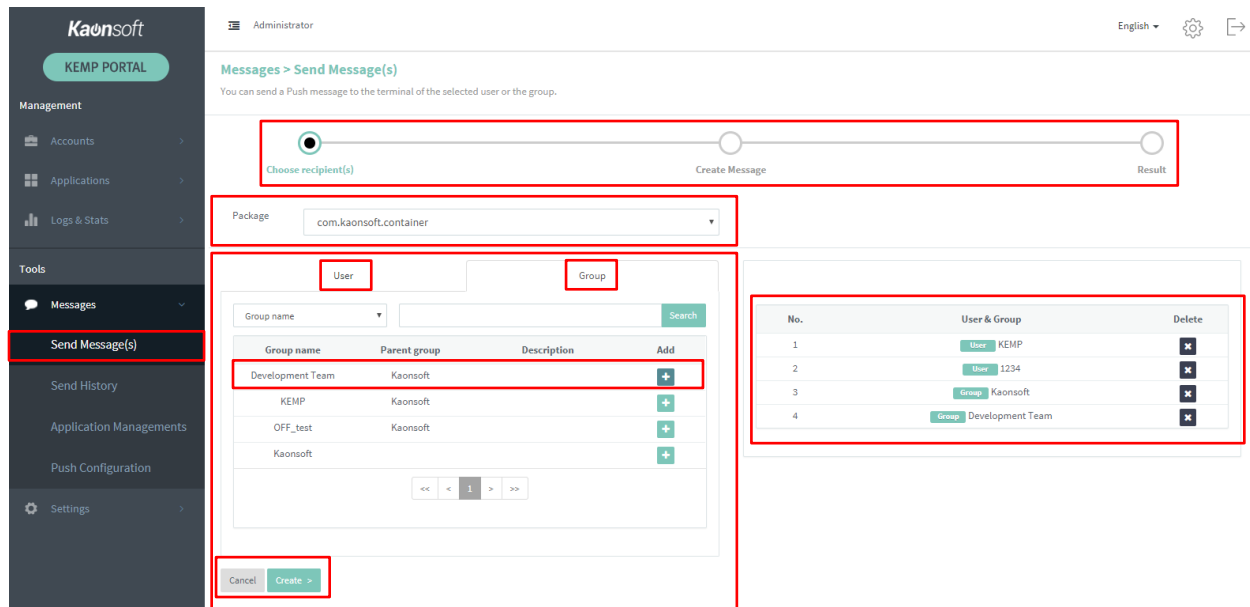 Kaonsoft
KEMP PORTAL
Management
Accounts
Applications
Logs & Stats
Tools
Messages
Send Message(s)
Send History
Application Managements
Push Configuration
Settings
Administrator
English
Messages > Send Message(s)
You can send a Push message to the terminal of the selected user or the group.
Choose recipient(s) Create Message Result
Package com.kaonsoft.container
User Group
Group name Search
Group name Parent group Description Add
Development Team Kaonsoft +
KEMP Kaonsoft +
OFF_test Kaonsoft +
Kaonsoft +
<< < 1 > >>
Cancel Create >
No. User & Group Delete
1 User KEMP x
2 User 1234 x
3 Group Kaonsoft x
4 Group Development Team x